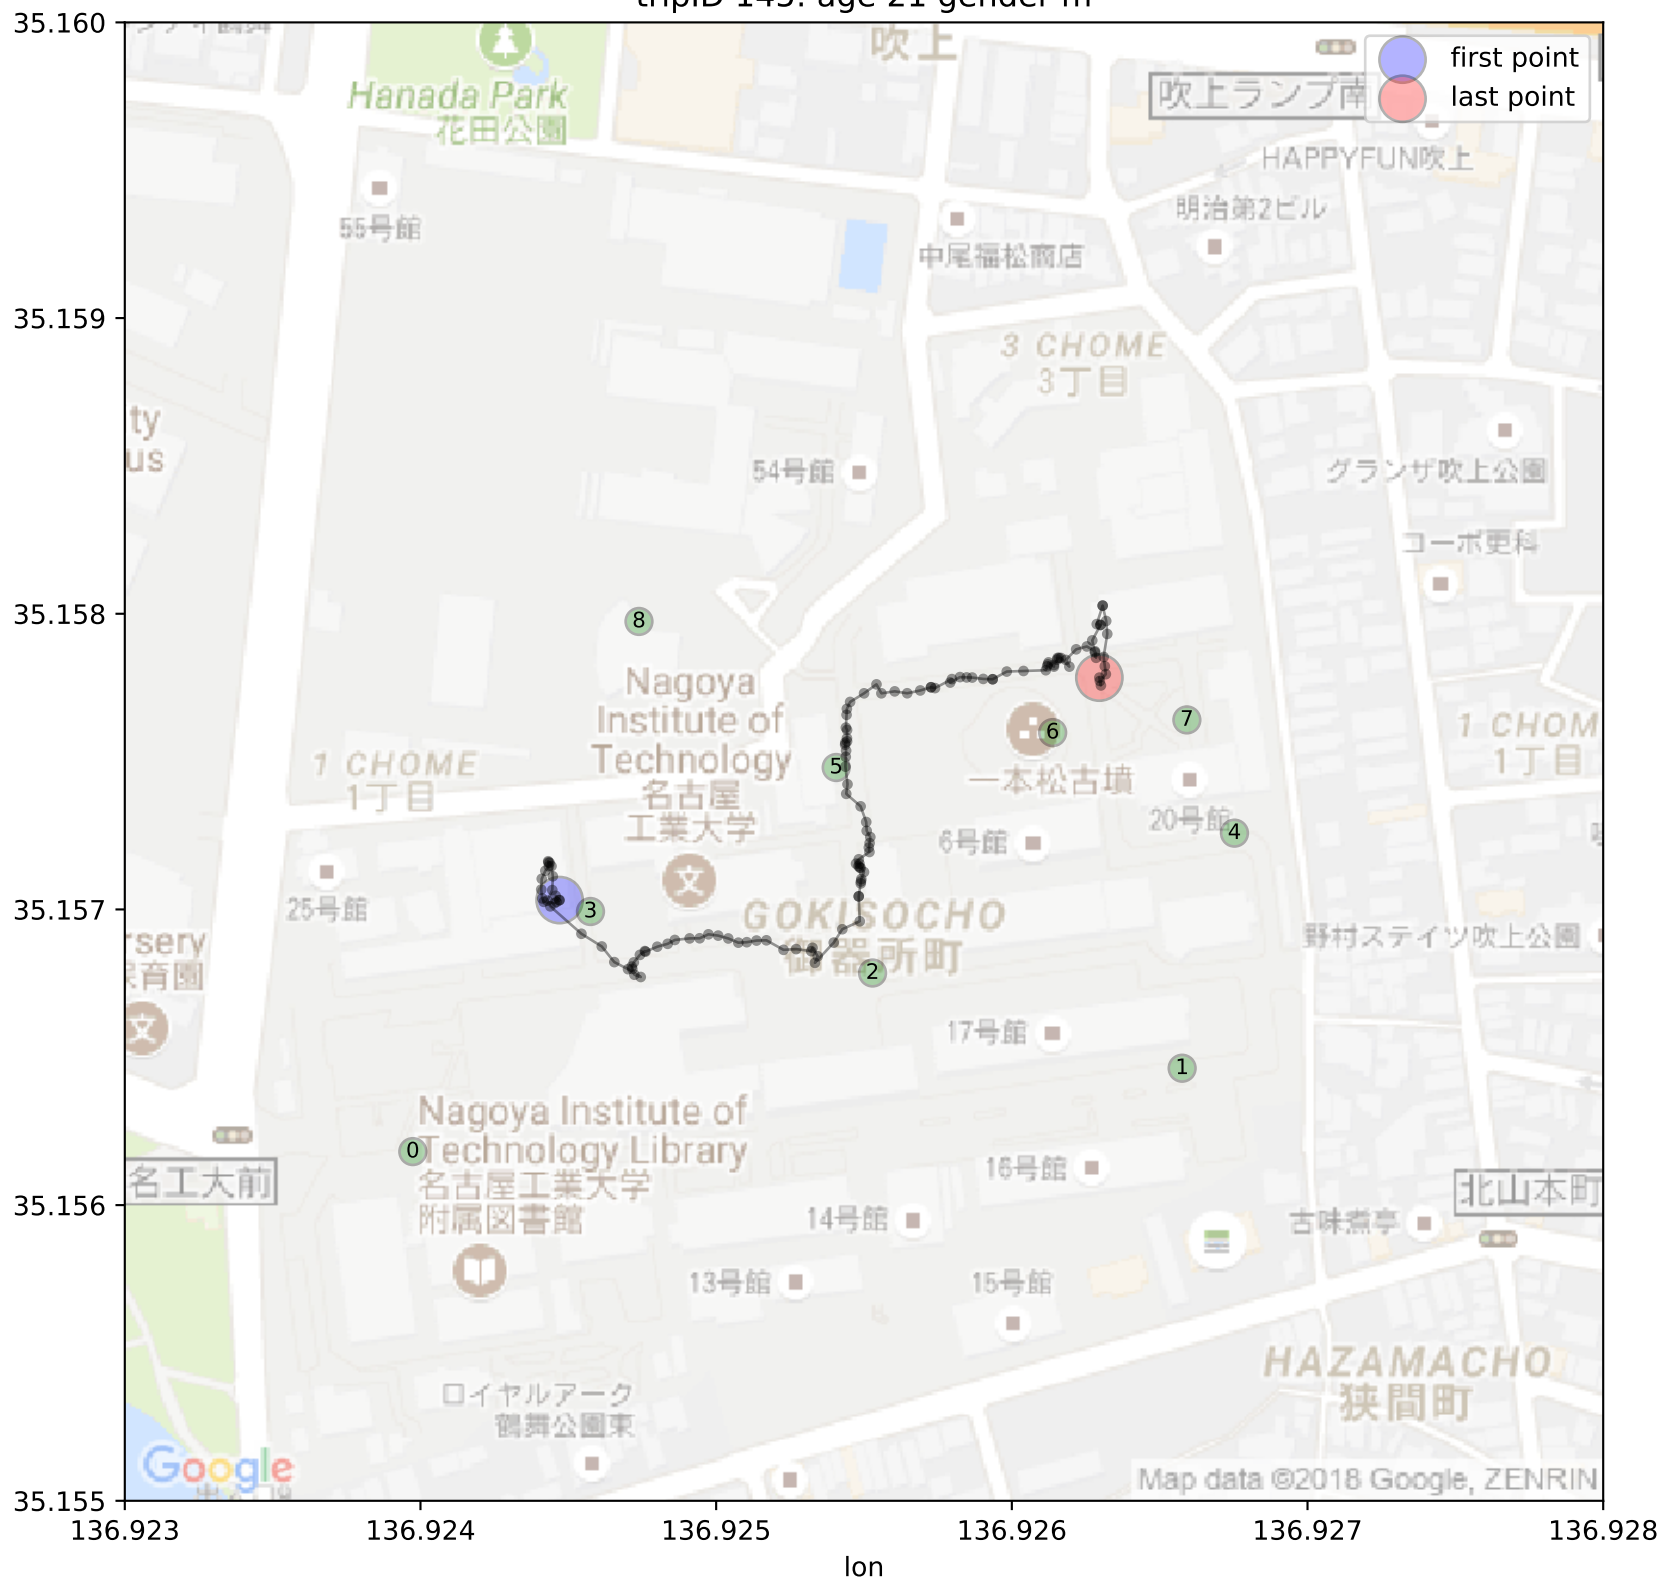 tripID 145: age 21 gender m
35.160
35.159
35.158
35.157
35.156
35.155
136.923
136.924
136.925
136.926
136.927
136.928
lon
first point
last point
吹上
吹上ランプ南
Hanada Park
花田公園
HAPPYFUN吹上
明治第2ビル
55号館
中尾福松商店
3 CHOME
3丁目
ty
us
54号館
グランザ吹上公園
コーポ更科
8
Nagoya
Institute of
Technology
名古屋
工業大学
7
6
5
1 CHOME
1丁目
一本松古墳
1 CHOM
1丁目
20号館
4
6号館
25号館
3
GOKISOCHO
御器所町
2
野村ステイツ吹上公園
rsery
保育園
17号館
1
Nagoya Institute of
Technology Library
名古屋工業大学
附属図書館
0
16号館
名工大前
北山本町
14号館
古味煮亭
13号館
15号館
HAZAMACHO
狭間町
ロイヤルアーク
鶴舞公園東
Google
Map data ©2018 Google, ZENRIN